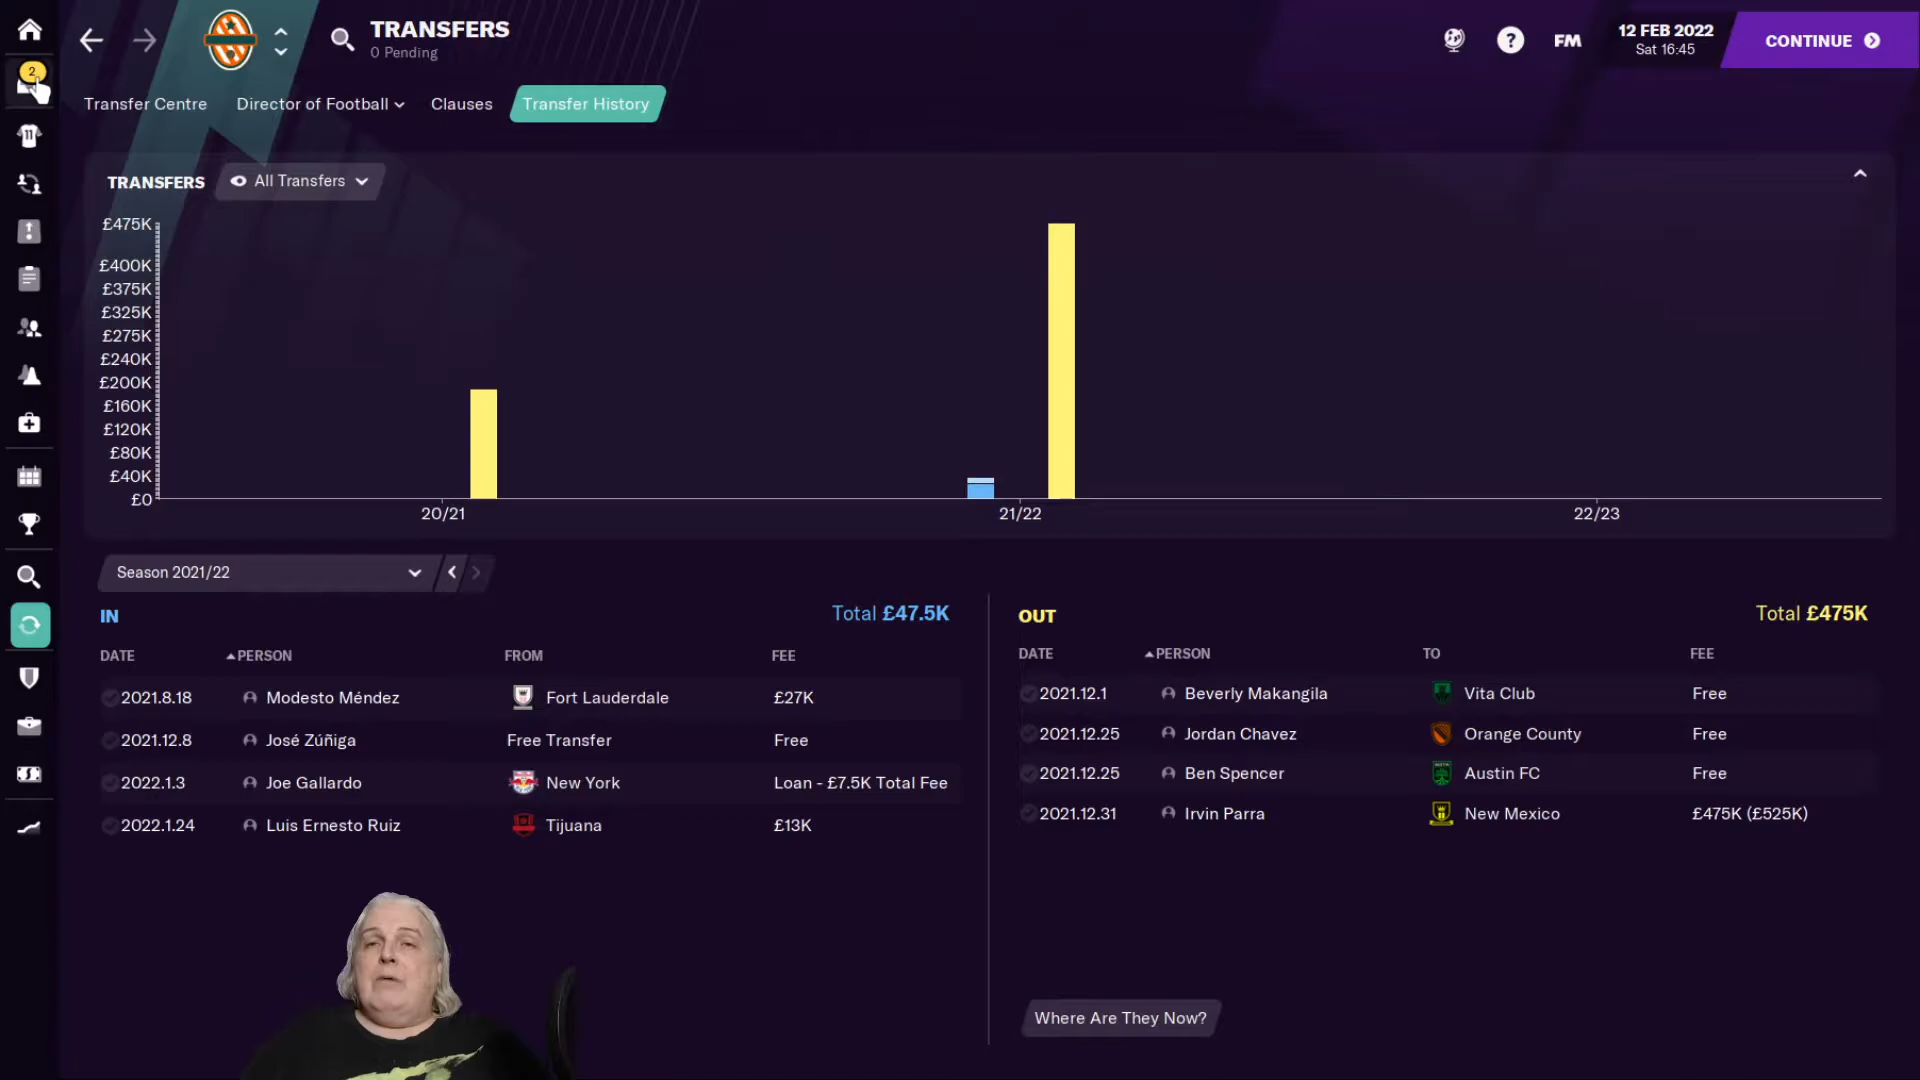 TRANSFERS
0 Pending
FM
12 FEB 2022
Sat 16:45
CONTINUE
2
11
Transfer Centre
Director of Football
Clauses
Transfer History
TRANSFERS
All Transfers
£475K
£400K
£375K
£325K
£275K
£240K
£200K
£160K
£120K
£80K
£40K
£0
20/21
21/22
22/23
Season 2021/22
IN
Total £47.5K
DATE PERSON FROM FEE
2021.8.18 Modesto Méndez Fort Lauderdale £27K
2021.12.8 José Zúñiga Free Transfer Free
2022.1.3 Joe Gallardo New York Loan - £7.5K Total Fee
2022.1.24 Luis Ernesto Ruiz Tijuana £13K
OUT
Total £475K
DATE PERSON TO FEE
2021.12.1 Beverly Makangila Vita Club Free
2021.12.25 Jordan Chavez Orange County Free
2021.12.25 Ben Spencer Austin FC Free
2021.12.31 Irvin Parra New Mexico £475K (£525K)
Where Are They Now?